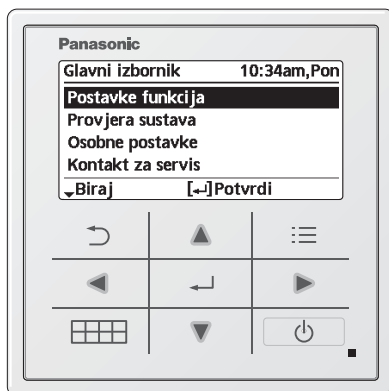 Panasonic
Glavni izbornik 10:34am,Pon
Postavke funkcija
Provjera sustava
Osobne postavke
Kontakt za servis
Biraj [↵]Potvrdi